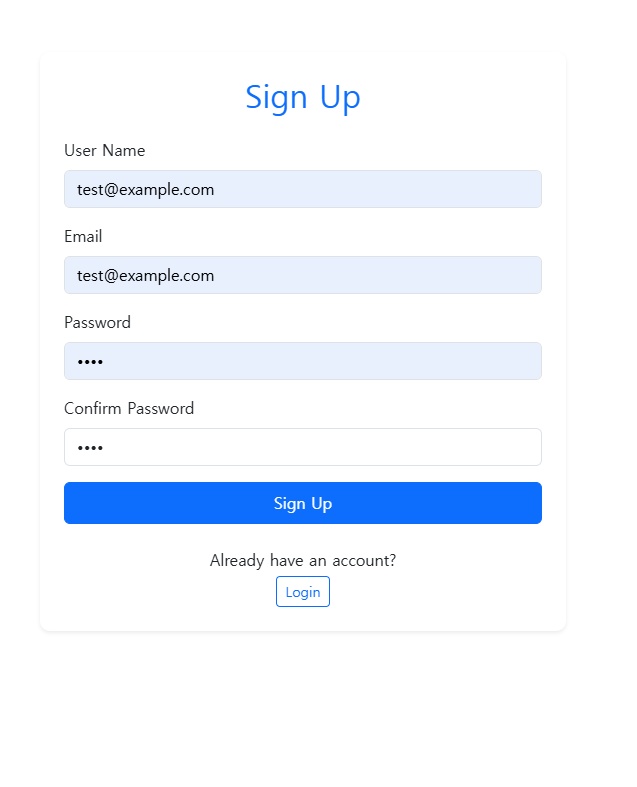 Sign Up
User Name
test@example.com
Email
test@example.com
Password
••••
Confirm Password
••••
Sign Up
Already have an account?
Login